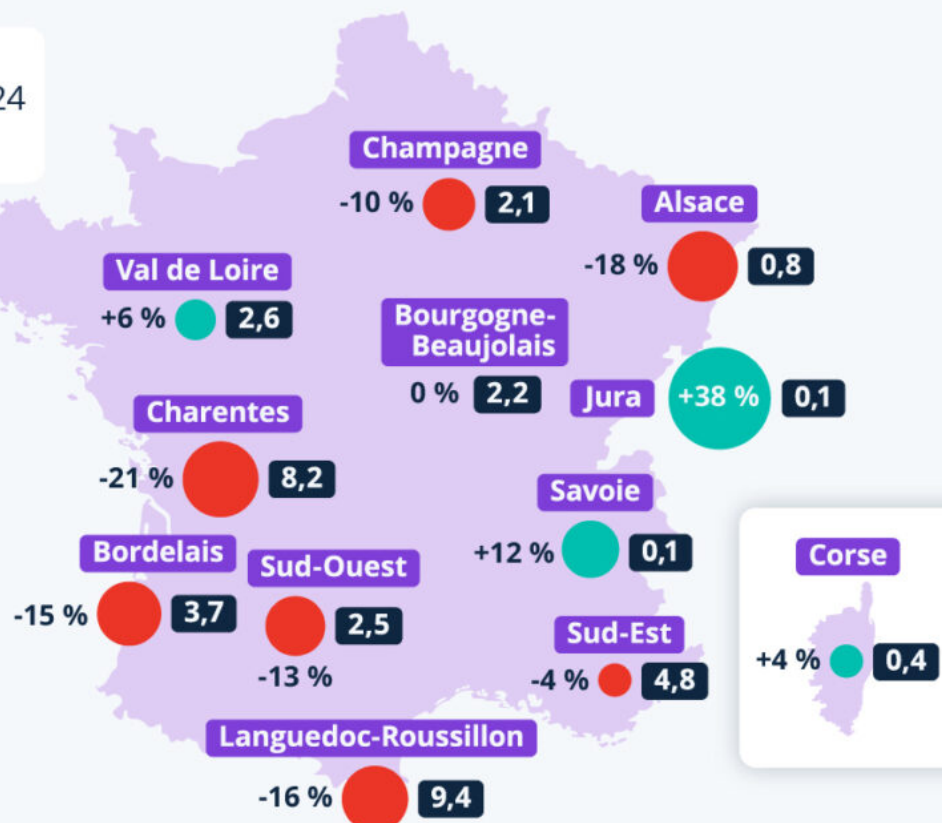 24
Champagne
-10 % 2,1
Alsace
-18 % 0,8
Val de Loire
+6 % 2,6
Bourgogne-
Beaujolais
0 % 2,2
Jura +38 % 0,1
Charentes
-21 % 8,2
Savoie
+12 % 0,1
Bordelais
-15 % 3,7
Sud-Ouest
2,5
-13 %
Corse
+4 % 0,4
Sud-Est
-4 % 4,8
Languedoc-Roussillon
-16 % 9,4